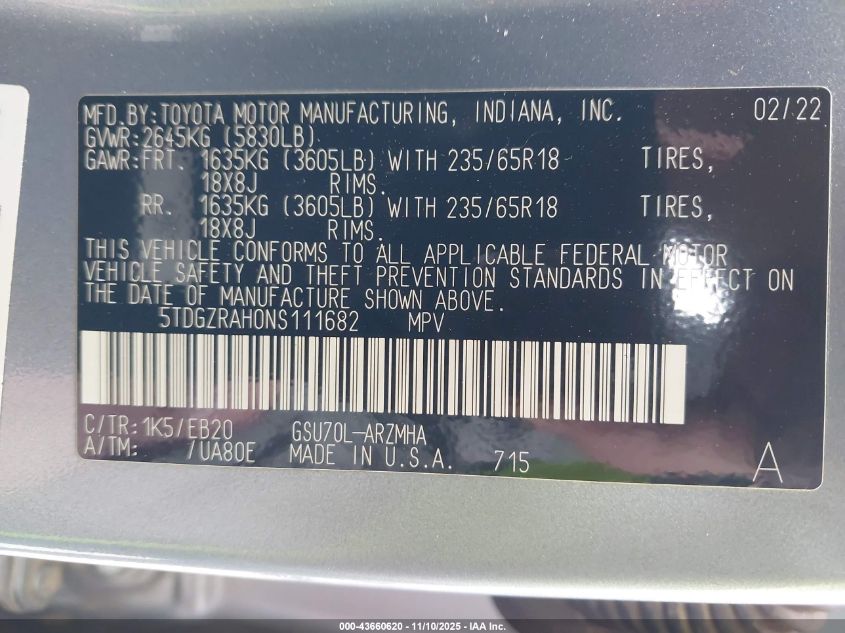 MFD.BY:TOYOTA MOTOR MANUFACTURING, INDIANA, INC. 02/22
GVWR:2645KG (5830LB)
GAWR:FRT. 1635KG (3605LB) WITH 235/65R18 TIRES,
18X8J RIMS.
RR. 1635KG (3605LB) WITH 235/65R18 TIRES,
18X8J RIMS.
THIS VEHICLE CONFORMS TO ALL APPLICABLE FEDERAL MOTOR
VEHICLE SAFETY AND THEFT PREVENTION STANDARDS IN EFFECT ON
THE DATE OF MANUFACTURE SHOWN ABOVE.
5TDGZRAH0NS111682 MPV
C/TR:1K5/EB20 GSU70L-ARZMHA
A/TM: /UA80E MADE IN U.S.A. 715 A
000-43660620 - 11/10/2025 - IAA Inc.